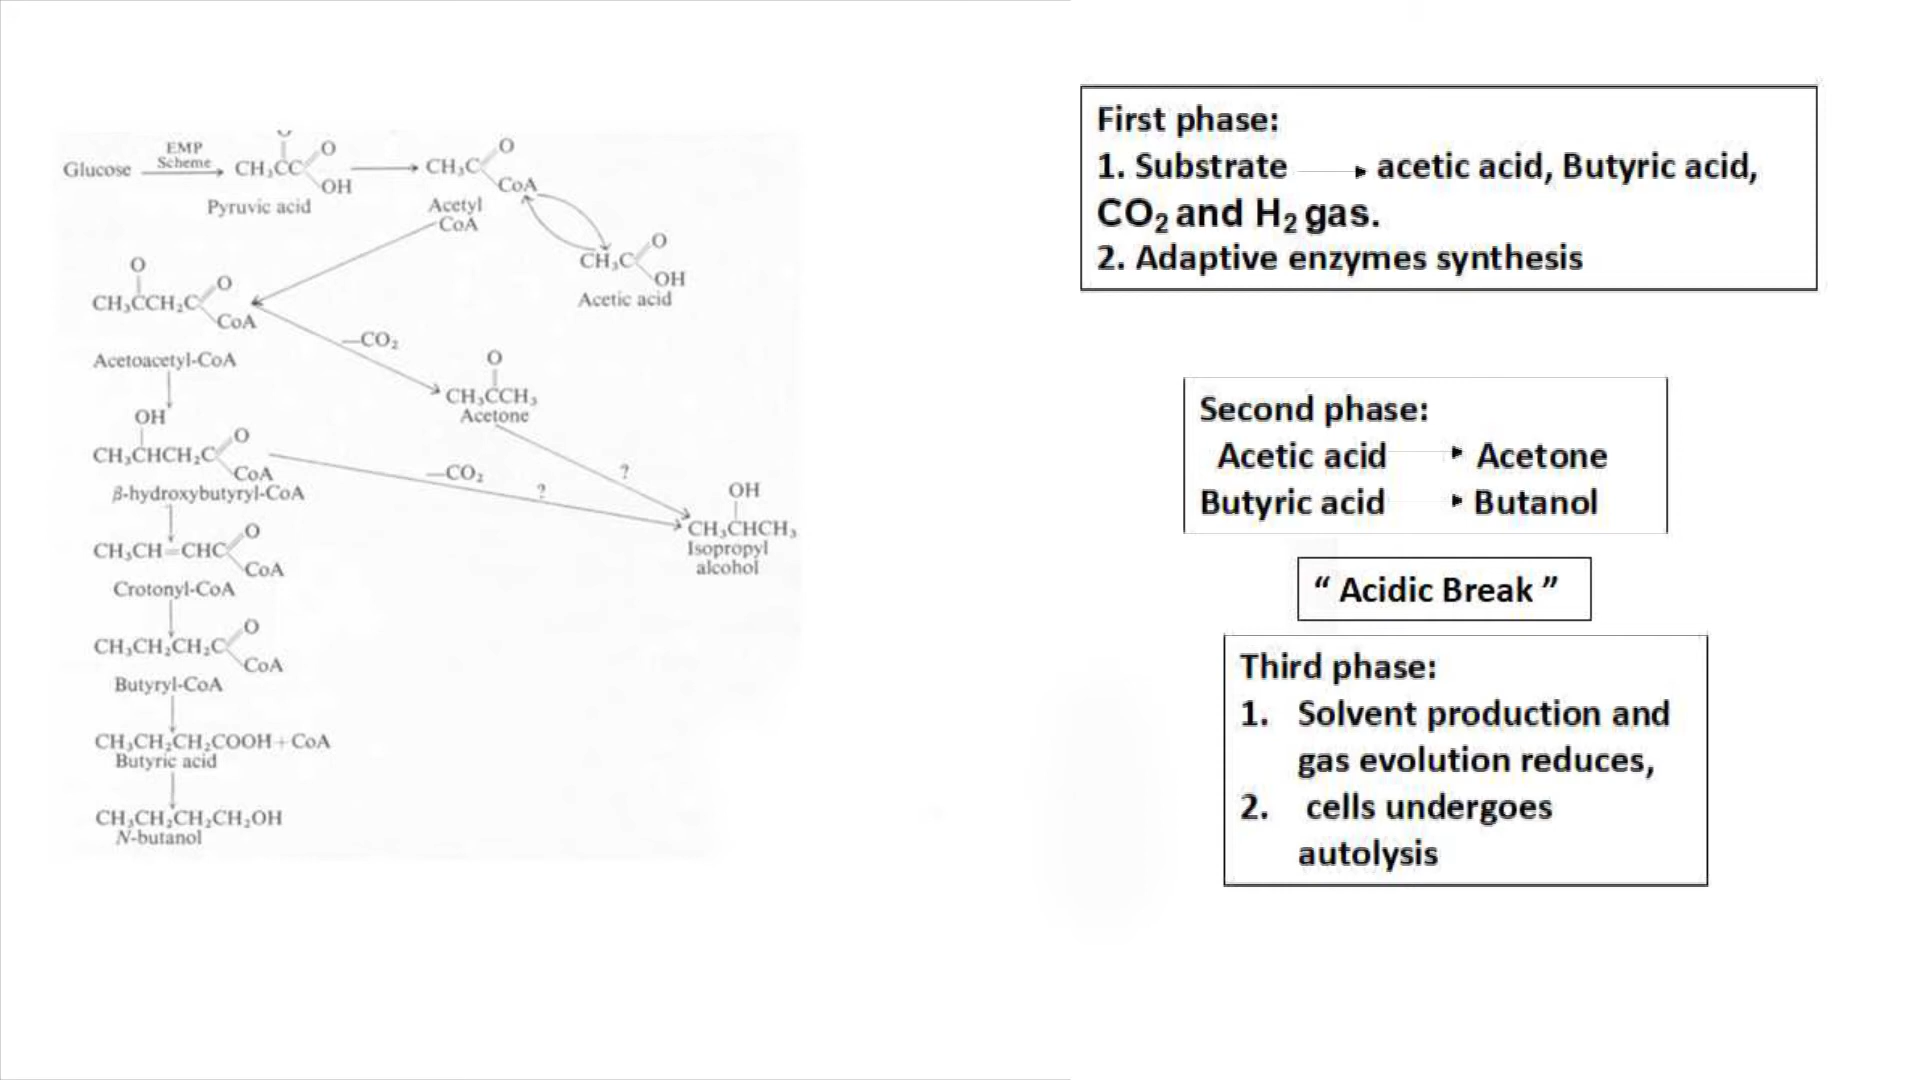 Glucose
EMP
Scheme
O
CH₃CC
O
OH
Pyruvic acid
CH₃C
O
CoA
Acetyl
CoA
CH₃C
O
OH
Acetic acid
O
CH₃CCH₂C
O
CoA
Acetoacetyl-CoA
—CO₂
O
CH₃CCH₃
Acetone
OH
CH₃CHCH₂C
O
CoA
β-hydroxybutyryl-CoA
—CO₂
?
?
OH
CH₃CHCH₃
Isopropyl
alcohol
CH₃CH=CHC
O
CoA
Crotonyl-CoA
CH₃CH₂CH₂C
O
CoA
Butyryl-CoA
CH₃CH₂CH₂COOH+CoA
Butyric acid
CH₃CH₂CH₂CH₂OH
N-butanol
First phase:
1. Substrate → acetic acid, Butyric acid,
CO₂ and H₂ gas.
2. Adaptive enzymes synthesis
Second phase:
Acetic acid → Acetone
Butyric acid → Butanol
“ Acidic Break ”
Third phase:
1. Solvent production and
gas evolution reduces,
2. cells undergoes
autolysis